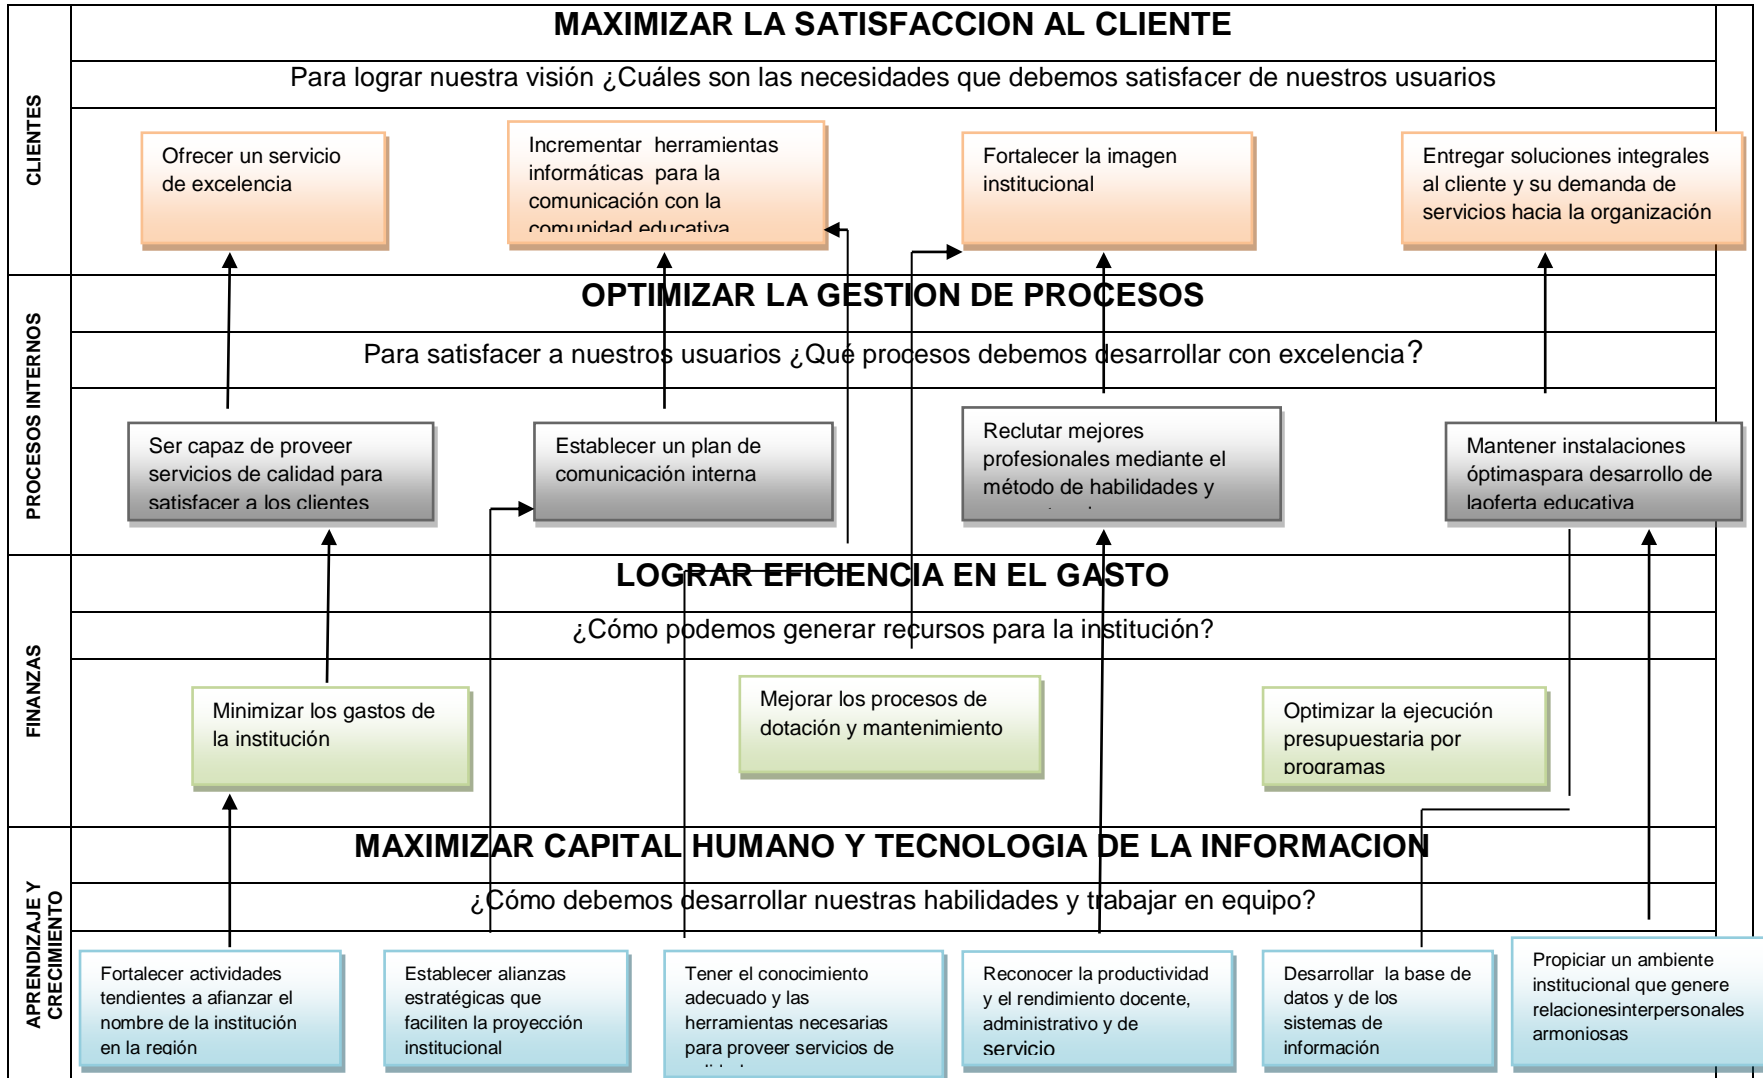 MAXIMIZAR LA SATISFACCION AL CLIENTE
Para lograr nuestra visión ¿Cuáles son las necesidades que debemos satisfacer de nuestros usuarios
CLIENTES
Ofrecer un servicio
de excelencia
Incrementar herramientas
informáticas para la
comunicación con la
comunidad educativa
Fortalecer la imagen
institucional
Entregar soluciones integrales
al cliente y su demanda de
servicios hacia la organización
OPTIMIZAR LA GESTION DE PROCESOS
Para satisfacer a nuestros usuarios ¿Qué procesos debemos desarrollar con excelencia?
PROCESOS INTERNOS
Ser capaz de proveer
servicios de calidad para
satisfacer a los clientes
Establecer un plan de
comunicación interna
Reclutar mejores
profesionales mediante el
método de habilidades y
Mantener instalaciones
óptimaspara desarrollo de
laoferta educativa
LOGRAR EFICIENCIA EN EL GASTO
¿Cómo podemos generar recursos para la institución?
FINANZAS
Minimizar los gastos de
la institución
Mejorar los procesos de
dotación y mantenimiento
Optimizar la ejecución
presupuestaria por
programas
MAXIMIZAR CAPITAL HUMANO Y TECNOLOGIA DE LA INFORMACION
¿Cómo debemos desarrollar nuestras habilidades y trabajar en equipo?
APRENDIZAJE Y
CRECIMIENTO
Fortalecer actividades
tendientes a afianzar el
nombre de la institución
en la región
Establecer alianzas
estratégicas que
faciliten la proyección
institucional
Tener el conocimiento
adecuado y las
herramientas necesarias
para proveer servicios de
Reconocer la productividad
y el rendimiento docente,
administrativo y de
servicio
Desarrollar la base de
datos y de los
sistemas de
información
Propiciar un ambiente
institucional que genere
relacionesinterpersonales
armoniosas